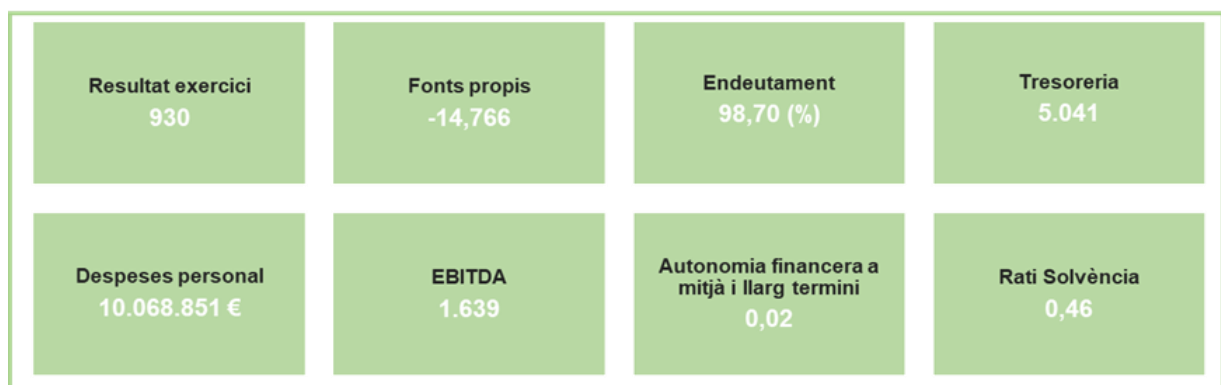 Resultat exercici
930
Fonts propis
-14,766
Endeutament
98,70 (%)
Tresoreria
5.041
Despeses personal
10.068.851 €
EBITDA
1.639
Autonomia financera a
mitjà i llarg termini
0,02
Rati Solvència
0,46